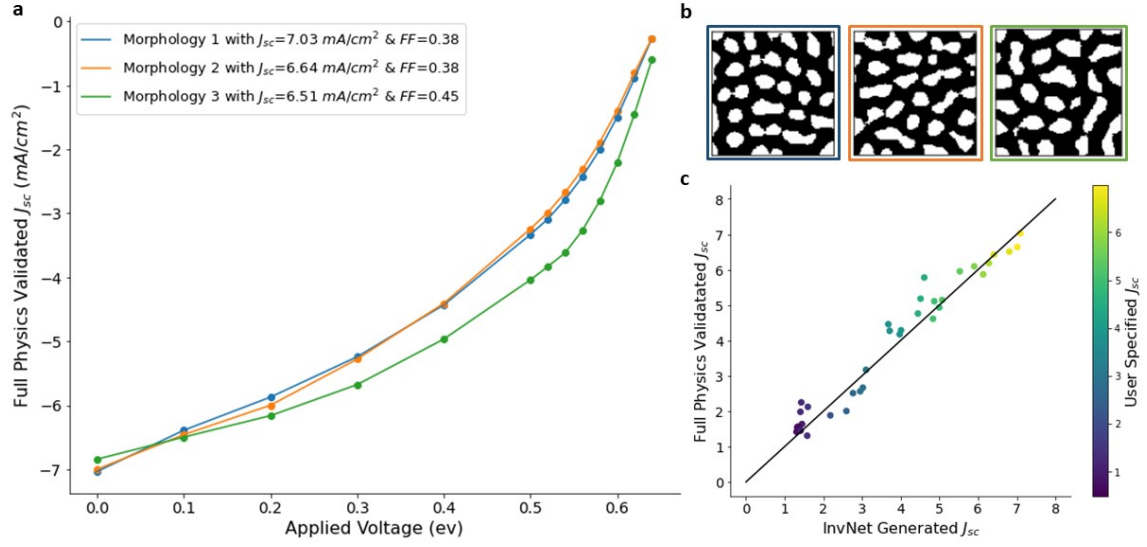 a
0
−1
−2
−3
−4
−5
−6
−7
Full Physics Validated Jsc (mA/cm²)
Morphology 1 with Jsc=7.03 mA/cm² & FF=0.38
Morphology 2 with Jsc=6.64 mA/cm² & FF=0.38
Morphology 3 with Jsc=6.51 mA/cm² & FF=0.45
0.0 0.1 0.2 0.3 0.4 0.5 0.6
Applied Voltage (ev)
b
c
8
7
6
5
4
3
2
1
0
Full Physics Validatated Jsc
0 1 2 3 4 5 6 7 8
InvNet Generated Jsc
6
5
4
3
2
1
User Specified Jsc